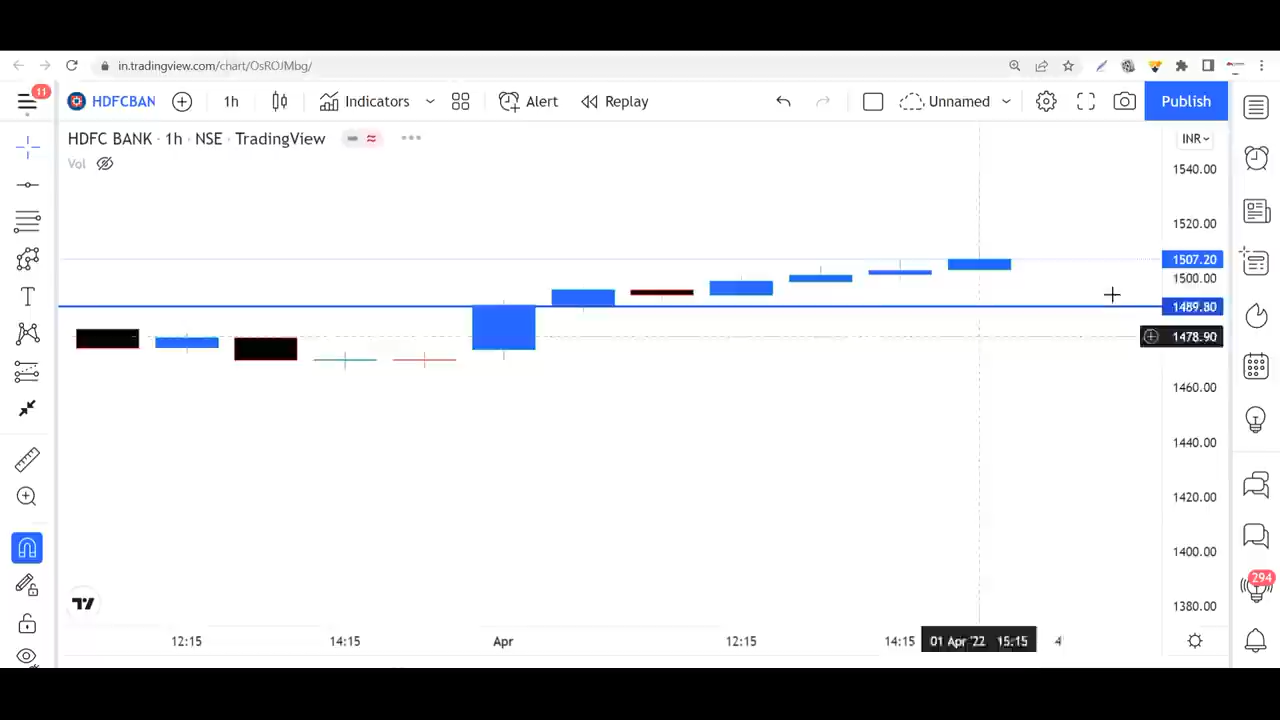 in.tradingview.com/chart/OsROJMbg/
11
HDFCBAN
1h
Indicators
Alert
Replay
Unnamed
Publish
HDFC BANK · 1h · NSE · TradingView
INR
Vol
1540.00
1520.00
1507.20
1500.00
1489.80
1478.90
1460.00
1440.00
1420.00
1400.00
1380.00
294
12:15
14:15
Apr
12:15
14:15
01 Apr '22 15:15
4